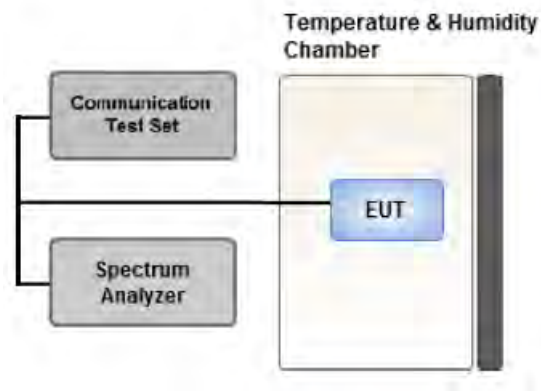 Temperature & Humidity
Chamber
Communication
Test Set
EUT
Spectrum
Analyzer